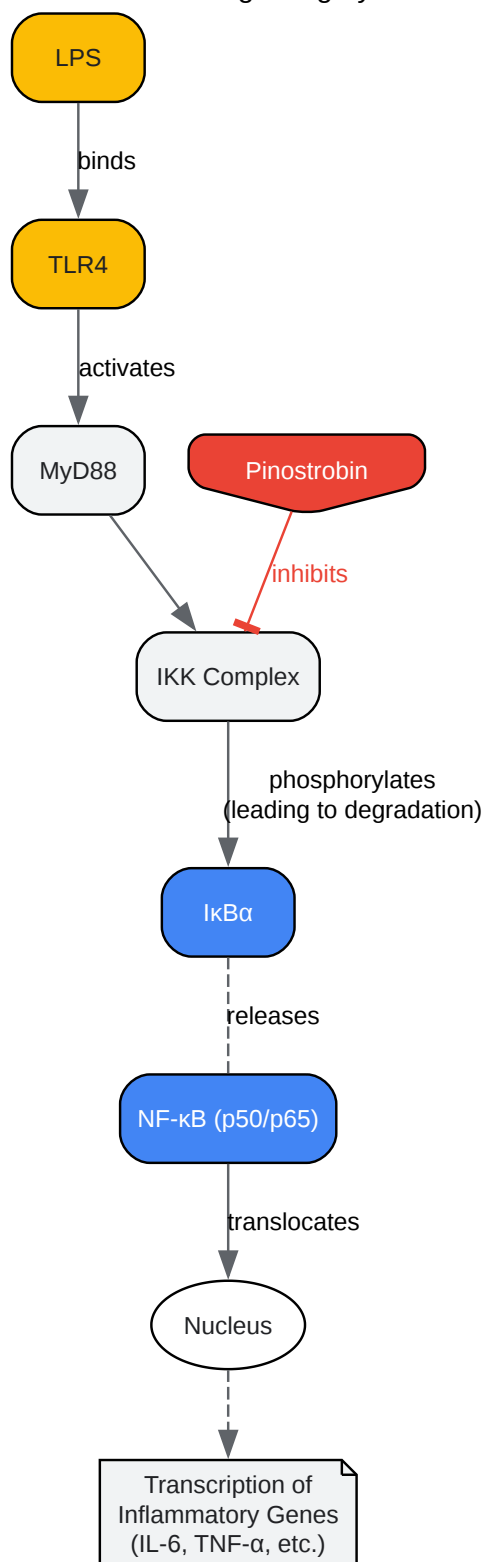 LPS
binds
TLR4
activates
MyD88
Pinostrobin
inhibits
IKK Complex
phosphorylates
(leading to degradation)
IκBα
releases
NF-κB (p50/p65)
translocates
Nucleus
Transcription of
Inflammatory Genes
(IL-6, TNF-α, etc.)